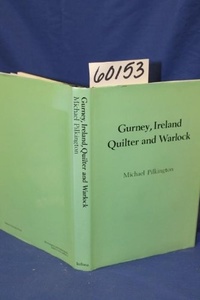 60153
Gurney, Ireland
Quilter and Warlock
Michael Pilkington
Gurney, Ireland, Quilter and Warlock
Michael Pilkington